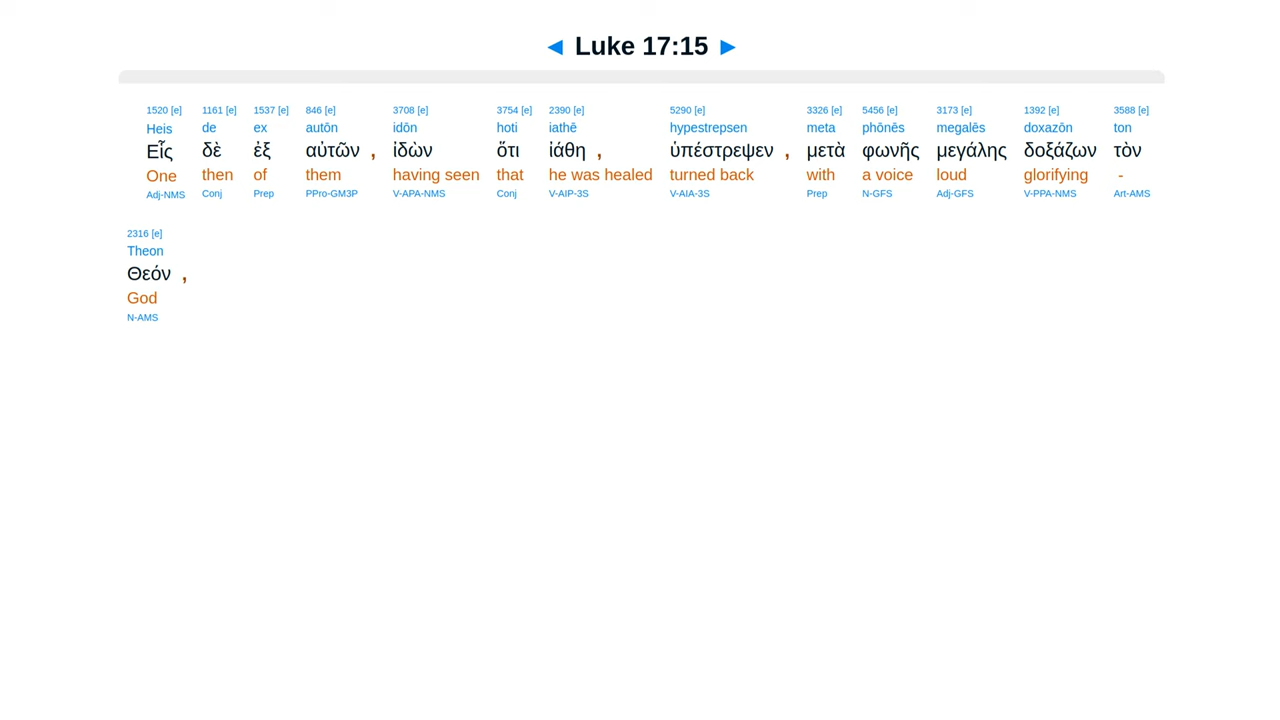 ◄ Luke 17:15 ►
1520 [e] 1161 [e] 1537 [e] 846 [e] 3708 [e] 3754 [e] 2390 [e] 5290 [e] 3326 [e] 5456 [e] 3173 [e] 1392 [e] 3588 [e]
Heis de ex autōn idōn hoti iathē hypestrepsen meta phōnēs megalēs doxazōn ton
Εἷς δὲ ἐξ αὐτῶν , ἰδὼν ὅτι ἰάθη , ὑπέστρεψεν , μετὰ φωνῆς μεγάλης δοξάζων τὸν
One then of them having seen that he was healed turned back with a voice loud glorifying -
Adj-NMS Conj Prep PPro-GM3P V-APA-NMS Conj V-AIP-3S V-AIA-3S Prep N-GFS Adj-GFS V-PPA-NMS Art-AMS
2316 [e]
Theon
Θεόν ,
God
N-AMS